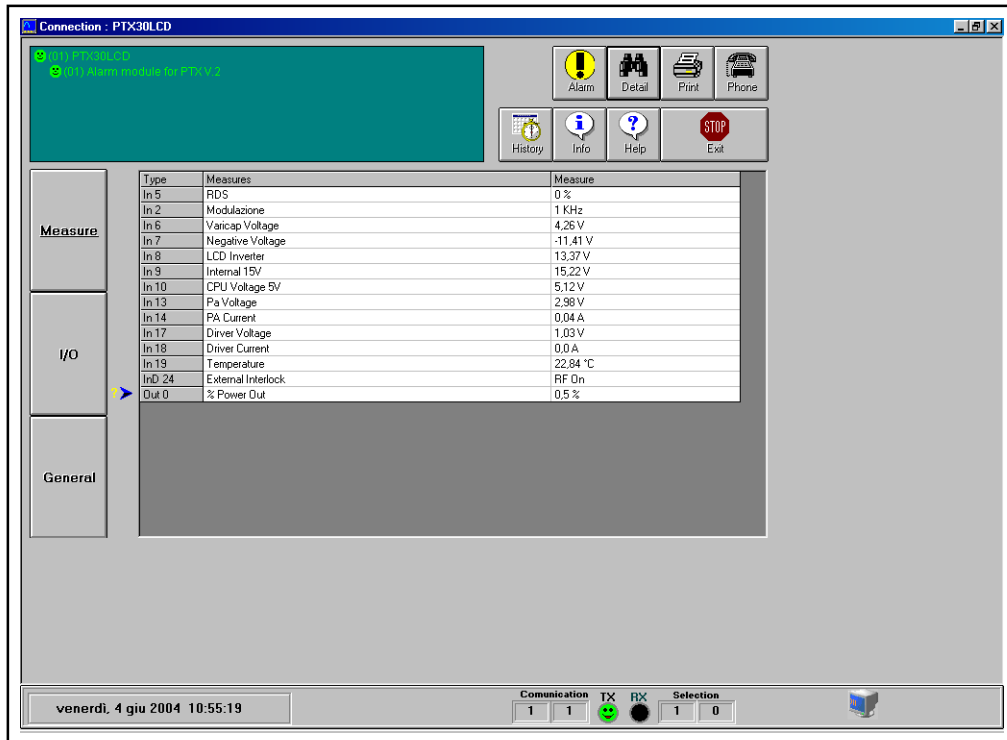 Connection : PTX30LCD
(01) PTX30LCD
(01) Alarm module for PTX V.2
Alarm
Detail
Print
Phone
History
Info
Help
STOP
Exit
Measure
I/O
General
Type Measures Measure
In 5 RDS 0 %
In 2 Modulazione 1 KHz
In 6 Varicap Voltage 4,26 V
In 7 Negative Voltage -11,41 V
In 8 LCD Inverter 13,37 V
In 9 Internal 15V 15,22 V
In 10 CPU Voltage 5V 5,12 V
In 13 Pa Voltage 2,98 V
In 14 PA Current 0,04 A
In 17 Dirver Voltage 1,03 V
In 18 Driver Current 0,0 A
In 19 Temperature 22,84 °C
InD 24 External Interlock RF On
? Out 0 % Power Out 0,5 %
venerdì, 4 giu 2004 10:55:19
Comunication TX RX Selection
1 1 1 0